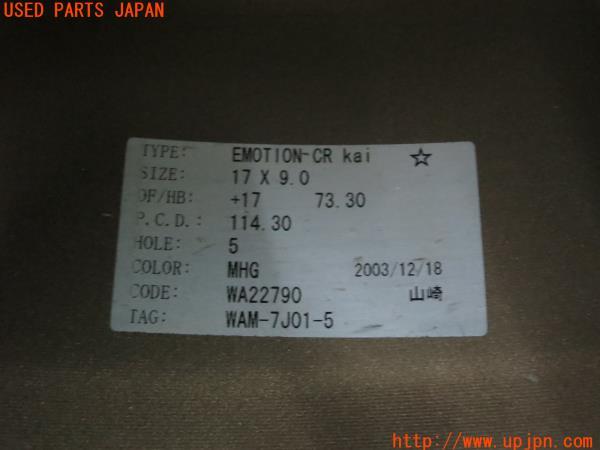 USED PARTS JAPAN
TYPE: EMOTION-CR kai ☆
SIZE: 17 X 9.0
OF/HB: +17 73.30
P.C.D.: 114.30
HOLE: 5
COLOR: MHG 2003/12/18
CODE: WA22790 山崎
TAG: WAM-7J01-5
http://www.upjpn.com